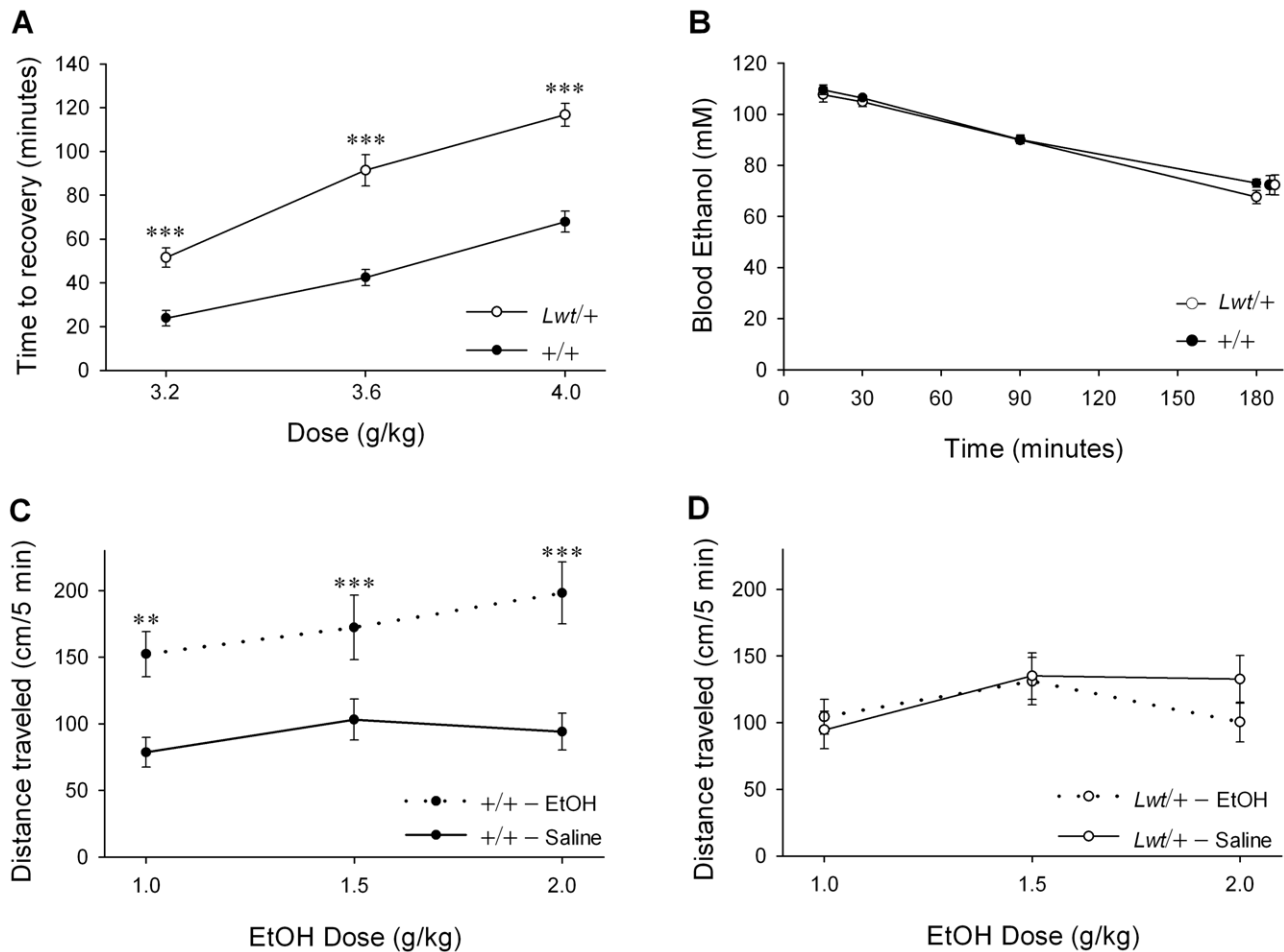 A
Time to recovery (minutes)
140
120
100
80
60
40
20
0
***
***
***
Lwt/+
+/+
3.2
3.6
4.0
Dose (g/kg)
B
Blood Ethanol (mM)
120
100
80
60
40
20
0
Lwt/+
+/+
0
30
60
90
120
150
180
Time (minutes)
C
Distance traveled (cm/5 min)
200
150
100
50
0
**
***
***
+/+ – EtOH
+/+ – Saline
1.0
1.5
2.0
EtOH Dose (g/kg)
D
Distance traveled (cm/5 min)
200
150
100
50
0
Lwt/+ – EtOH
Lwt/+ – Saline
1.0
1.5
2.0
EtOH Dose (g/kg)